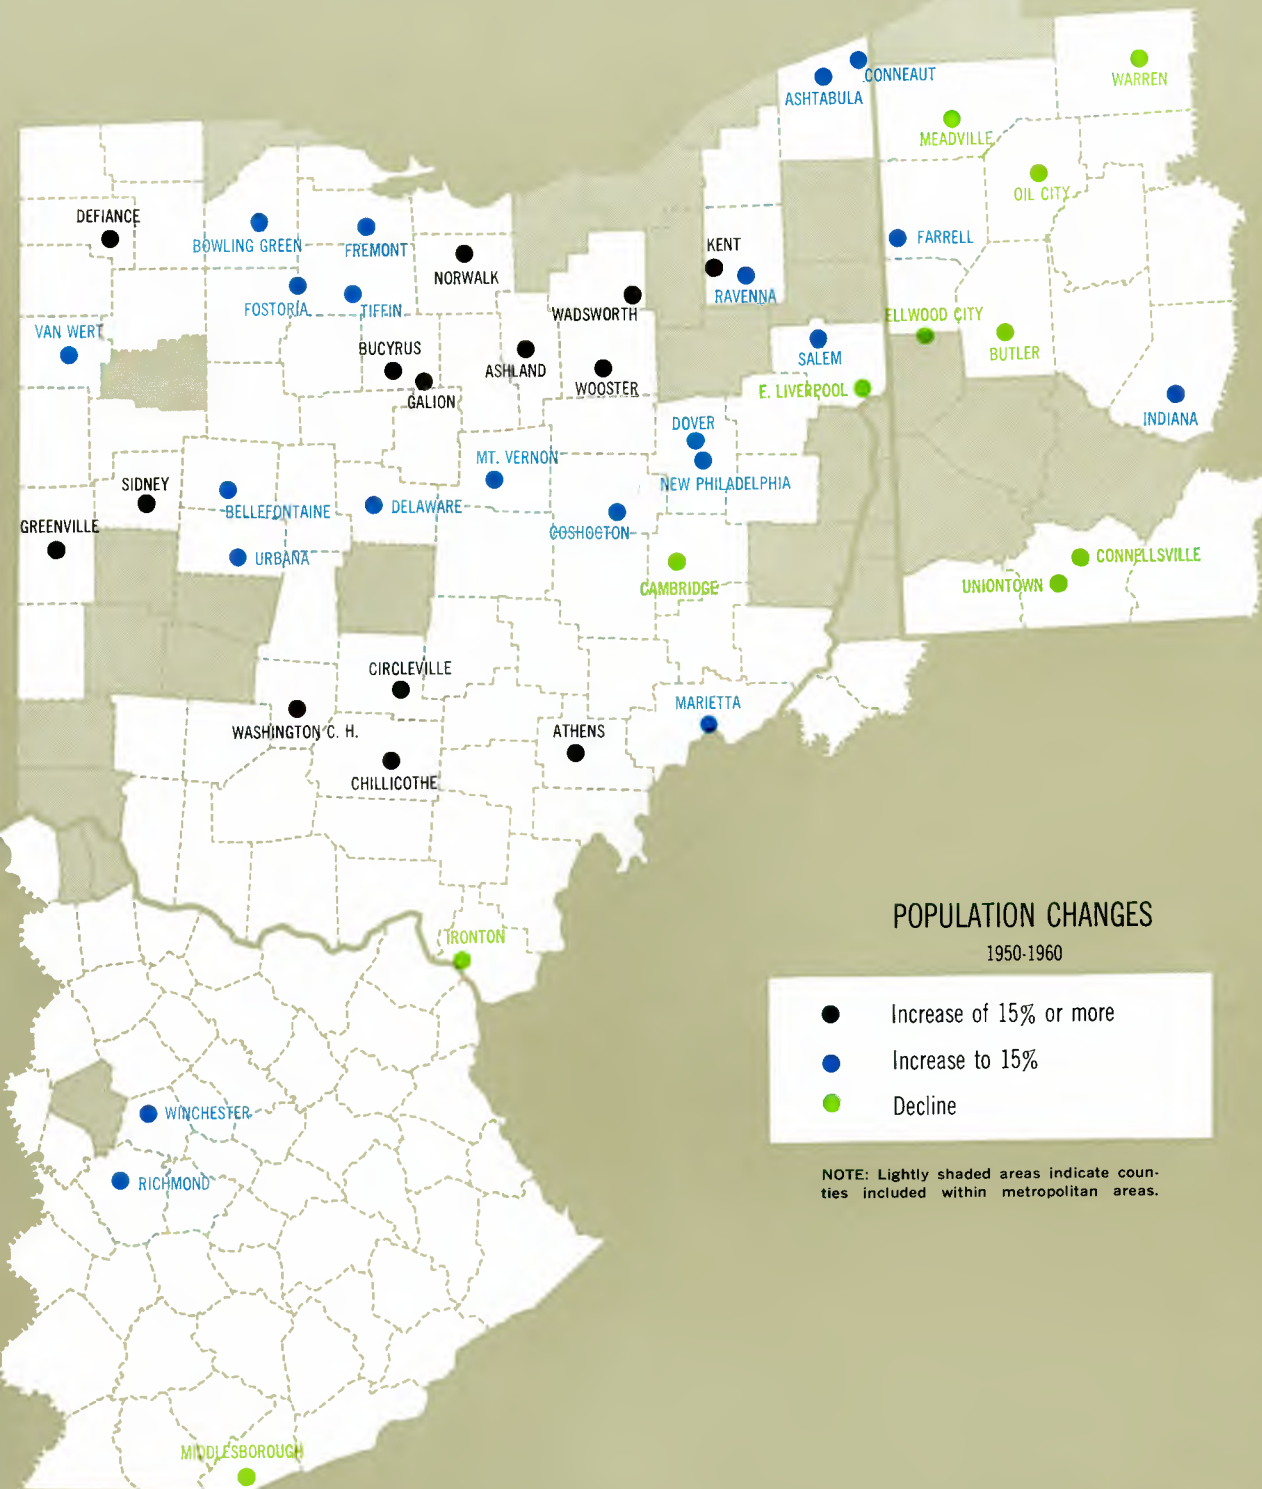 CONNEAUT
WARREN
ASHTABULA
MEADVILLE
OIL CITY
DEFIANCE
BOWLING GREEN
FREMONT
KENT
FARRELL
NORWALK
RAVENNA
FOSTORIA
TIFFIN
WADSWORTH
ELLWOOD CITY
VAN WERT
BUCYRUS
ASHLAND
SALEM
BUTLER
GALION
WOOSTER
E. LIVERPOOL
INDIANA
DOVER
MT. VERNON
SIDNEY
NEW PHILADELPHIA
BELLEFONTAINE
DELAWARE
GREENVILLE
COSHOCTON
URBANA
CONNELLSVILLE
CAMBRIDGE
UNIONTOWN
CIRCLEVILLE
MARIETTA
WASHINGTON C. H.
ATHENS
CHILLICOTHE
IRONTON
POPULATION CHANGES
1950-1960
Increase of 15% or more
Increase to 15%
Decline
WINCHESTER
RICHMOND
NOTE: Lightly shaded areas indicate coun-
ties included within metropolitan areas.
MIDDLESBOROUGH